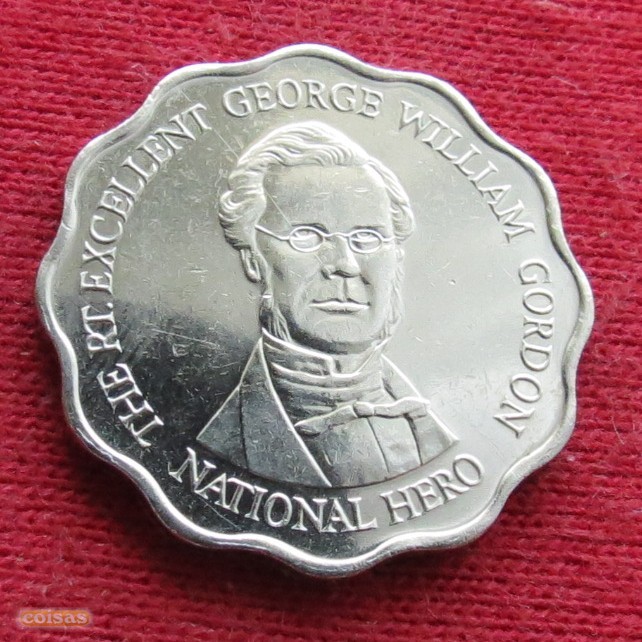 THE RT. EXCELLENT GEORGE WILLIAM GORDON
NATIONAL HERO
coisas